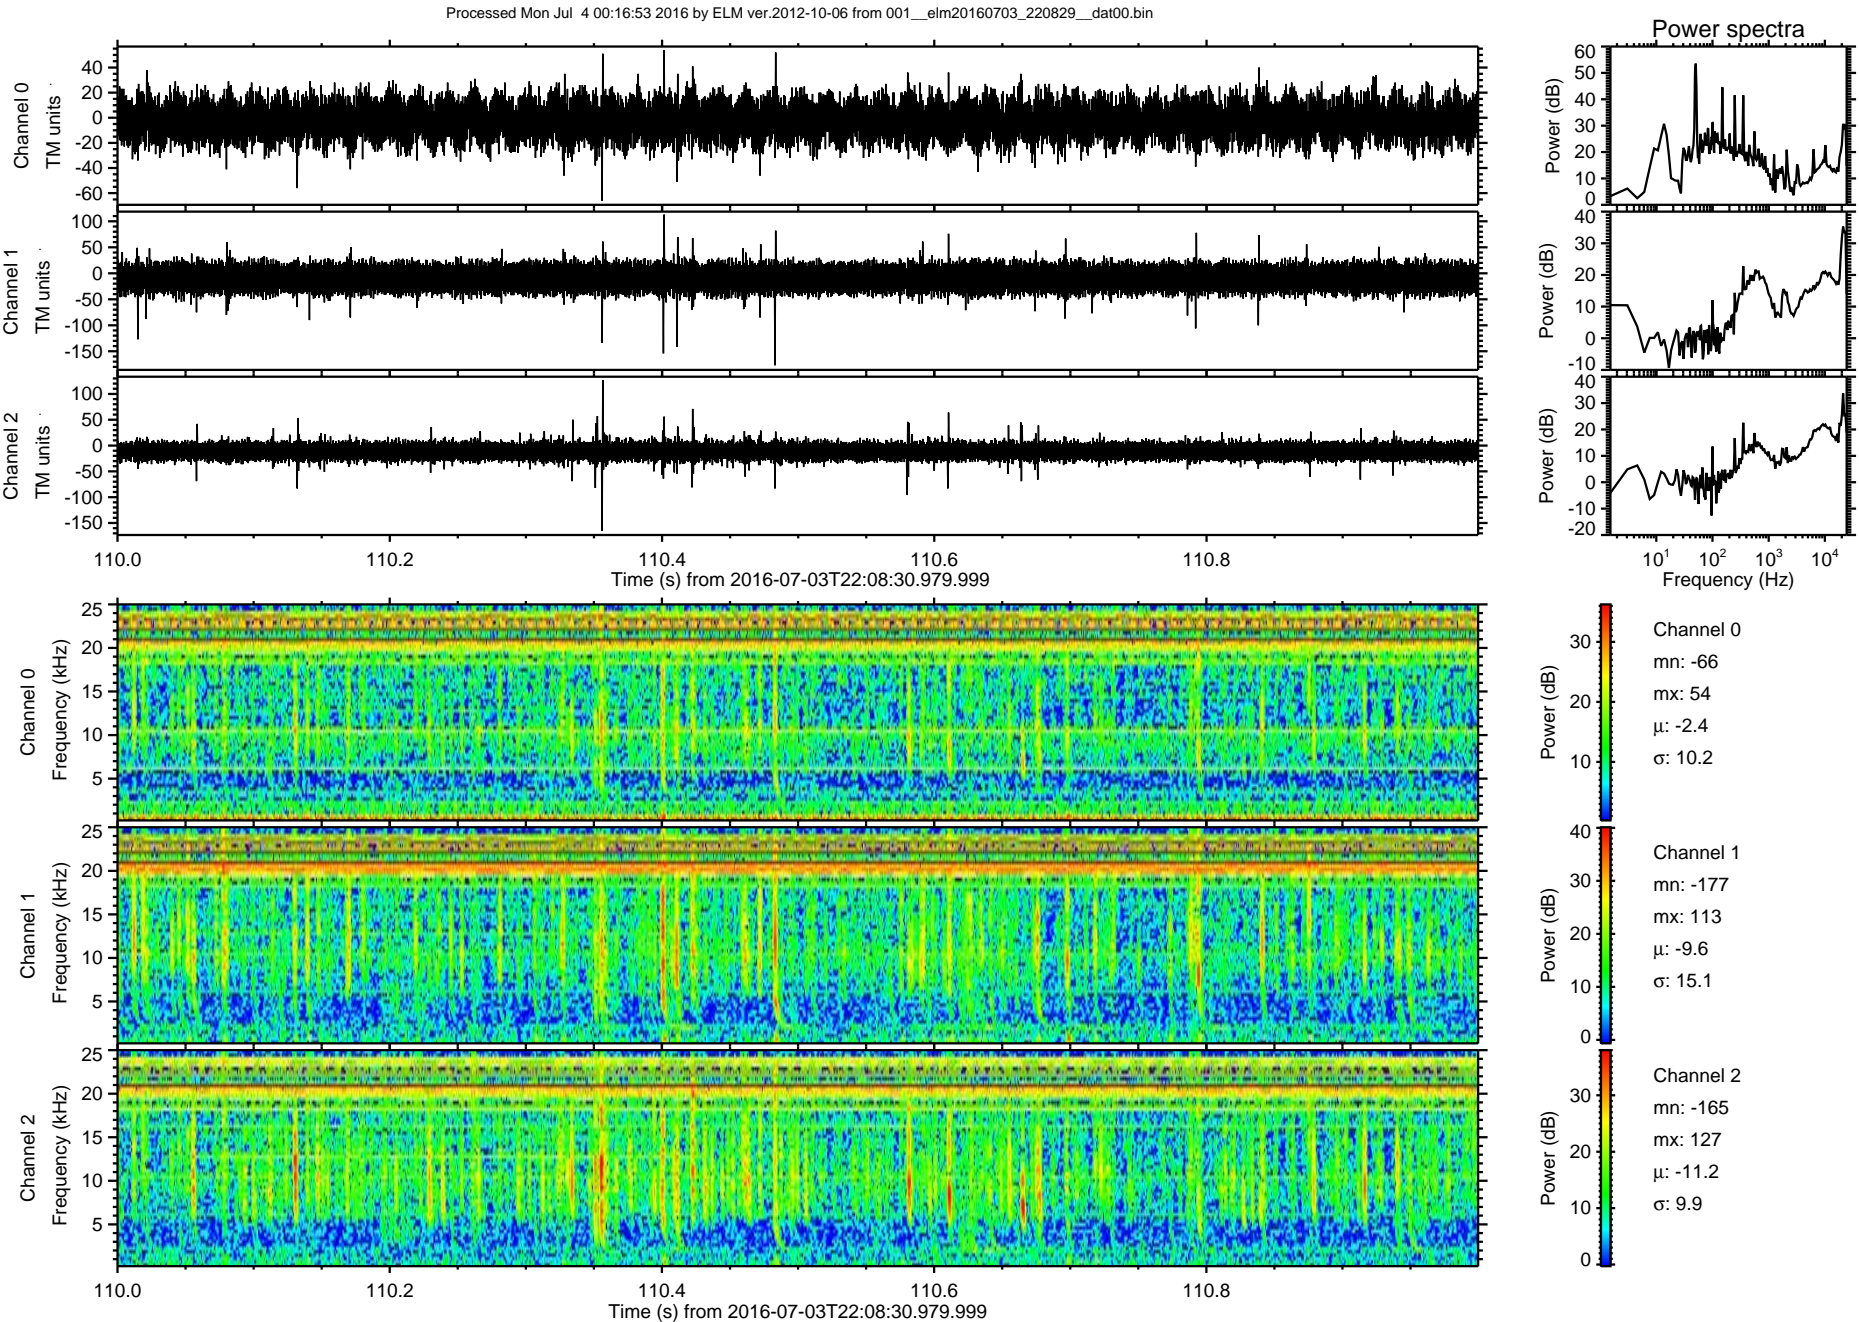 Processed Mon Jul  4 00:16:53 2016 by ELM ver.2012-10-06 from 001__elm20160703_220829__dat00.bin
Power spectra
Channel 0
TM units
40
20
0
-20
-40
-60
Power (dB)
60
50
40
30
20
10
0
Channel 1
TM units
100
50
0
-50
-100
-150
Power (dB)
40
30
20
10
0
-10
Channel 2
TM units
100
50
0
-50
-100
-150
Power (dB)
40
30
20
10
0
-10
-20
110.0 110.2 110.4 110.6 110.8
Time (s) from 2016-07-03T22:08:30.979.999
10^1 10^2 10^3 10^4
Frequency (Hz)
Channel 0
Frequency (kHz)
25
20
15
10
5
Power (dB)
30
20
10
Channel 0
mn: -66
mx: 54
μ: -2.4
σ: 10.2
Channel 1
Frequency (kHz)
25
20
15
10
5
Power (dB)
40
30
20
10
0
Channel 1
mn: -177
mx: 113
μ: -9.6
σ: 15.1
Channel 2
Frequency (kHz)
25
20
15
10
5
Power (dB)
30
20
10
0
Channel 2
mn: -165
mx: 127
μ: -11.2
σ: 9.9
110.0 110.2 110.4 110.6 110.8
Time (s) from 2016-07-03T22:08:30.979.999